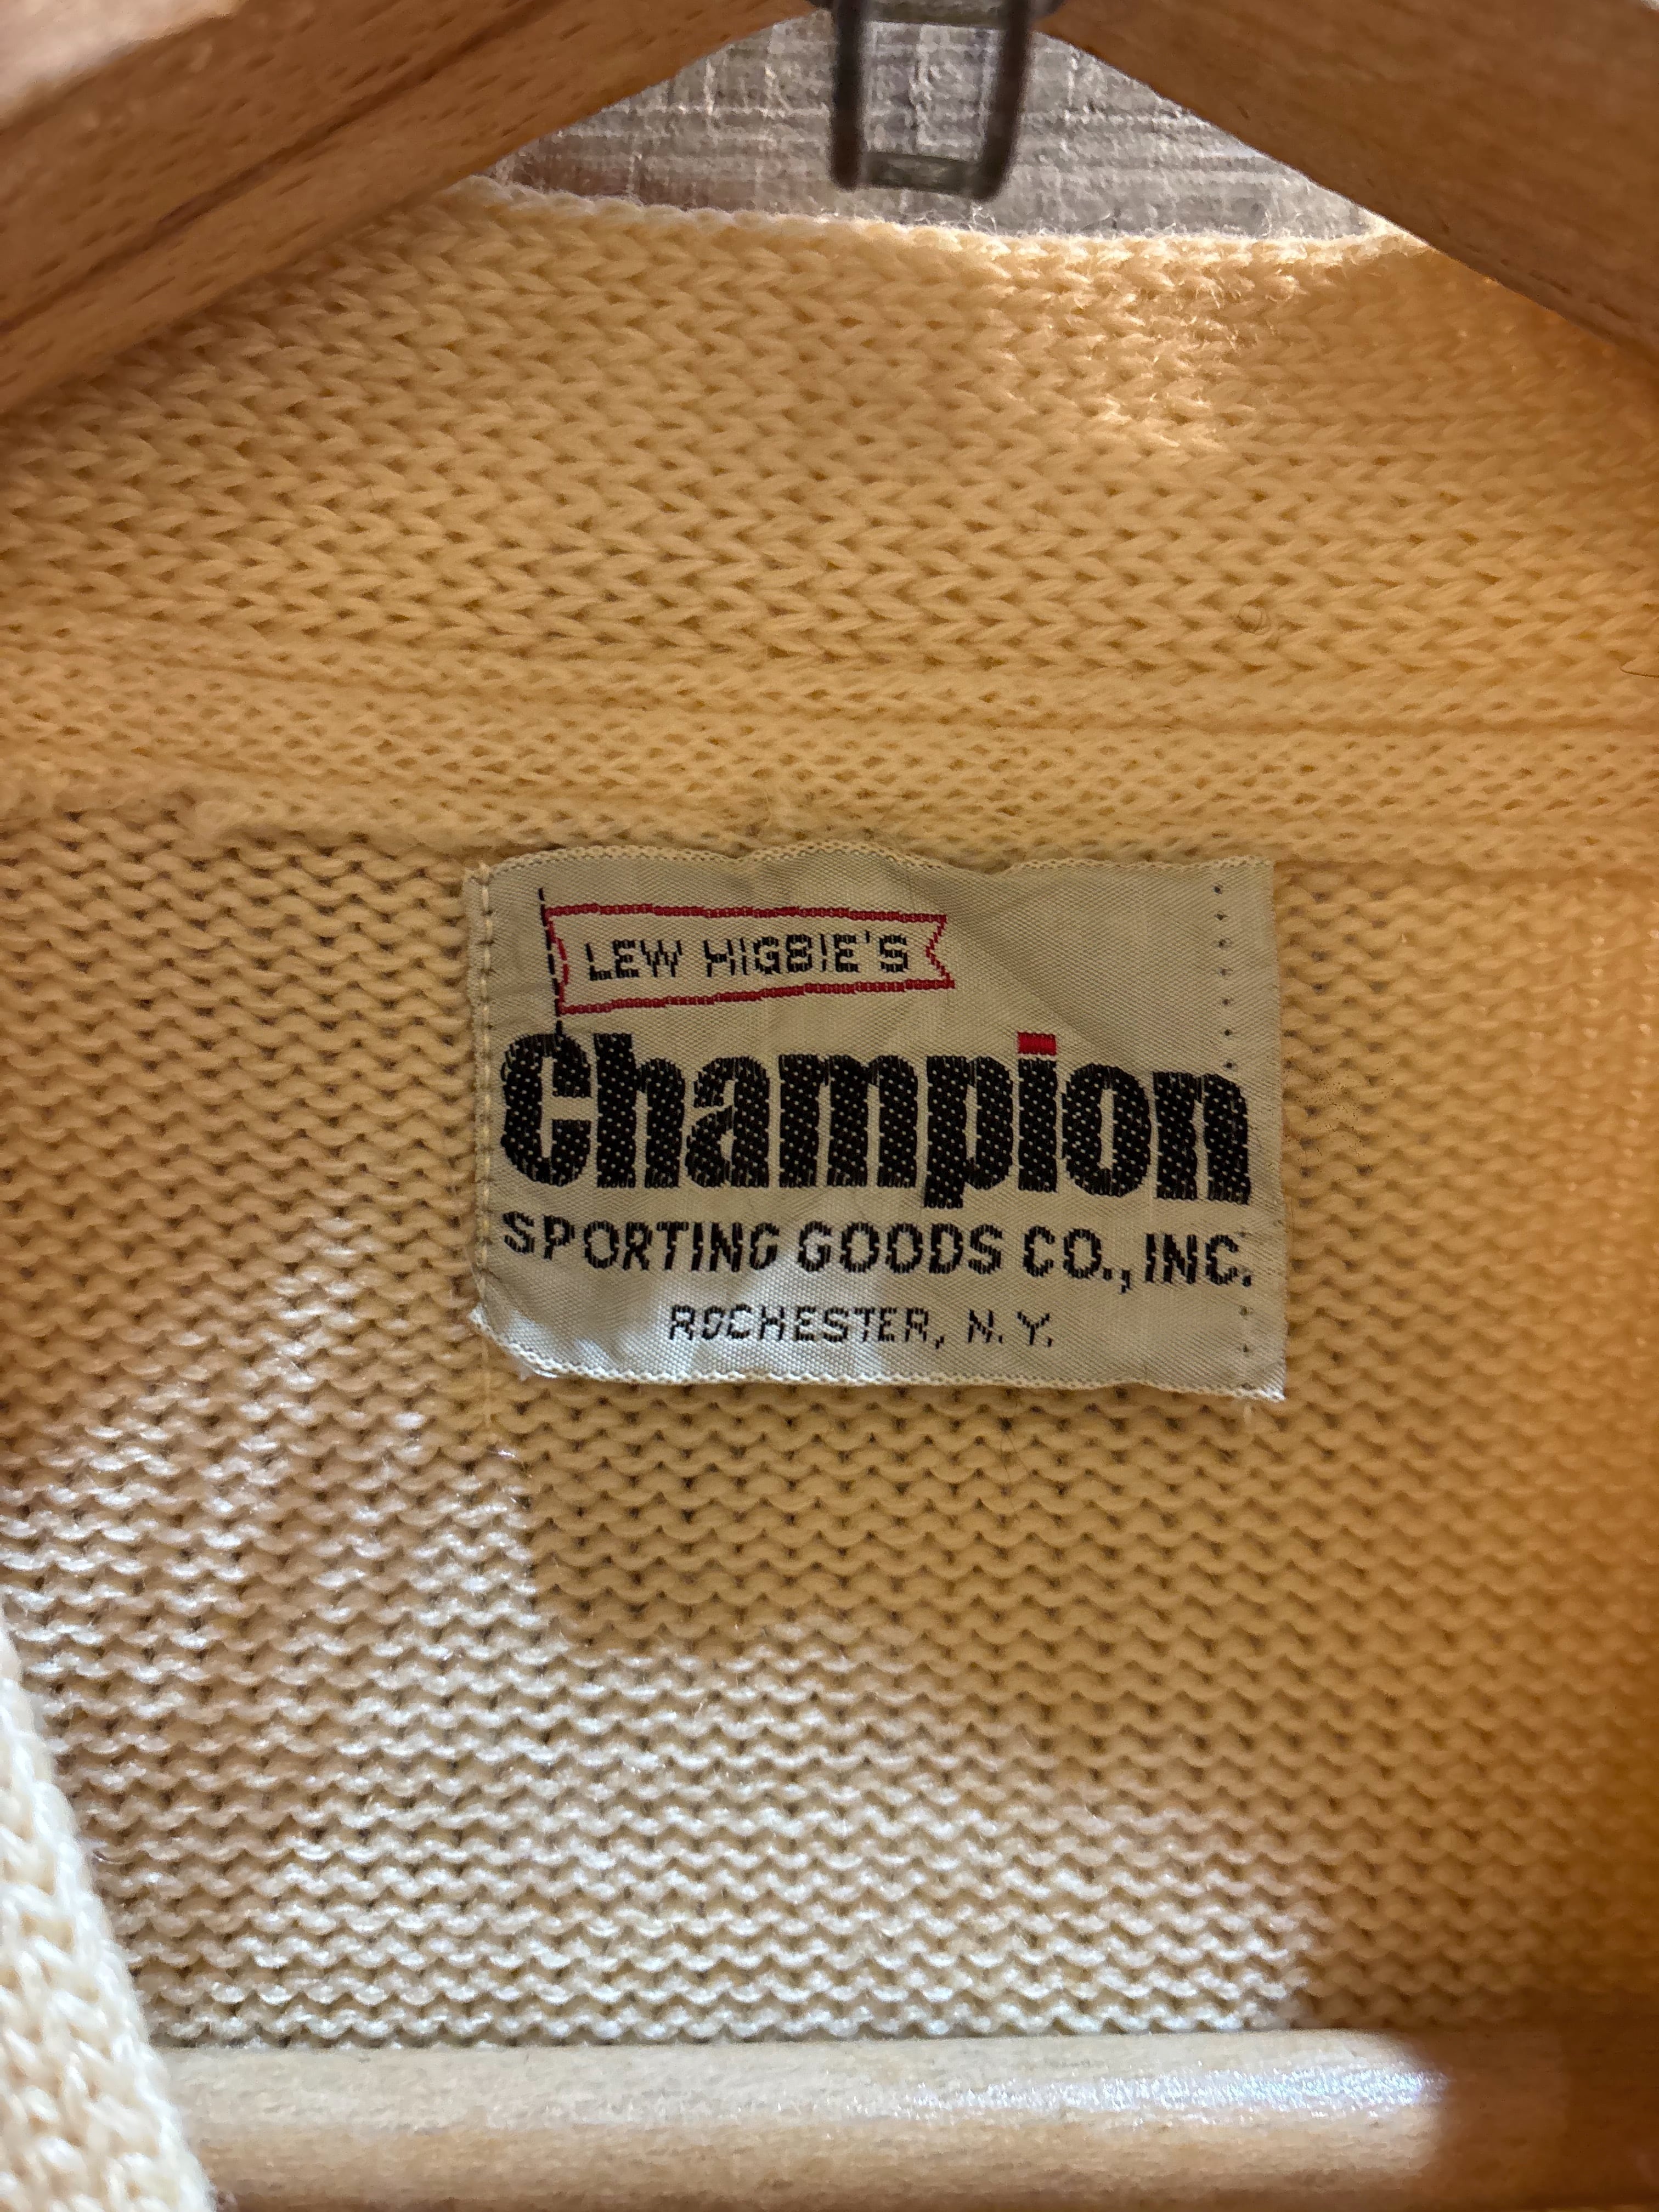 LEW HIGBIE'S
Champion
SPORTING GOODS CO., INC.
ROCHESTER, N.Y.